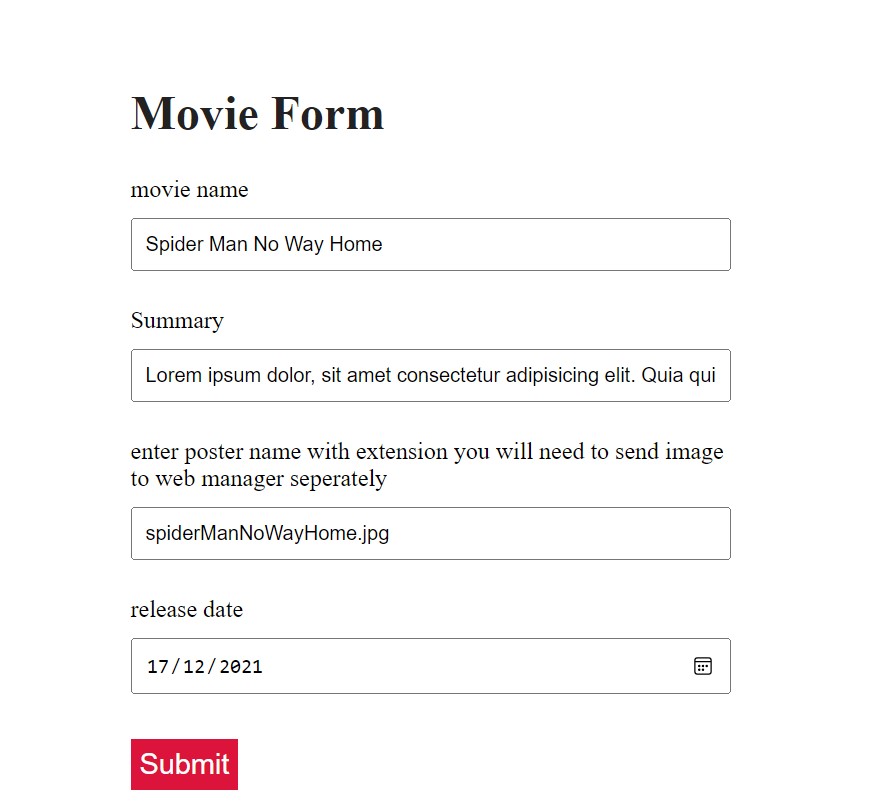 Movie Form
movie name
Spider Man No Way Home
Summary
Lorem ipsum dolor, sit amet consectetur adipisicing elit. Quia qui
enter poster name with extension you will need to send image
to web manager seperately
spiderManNoWayHome.jpg
release date
17/12/2021
Submit